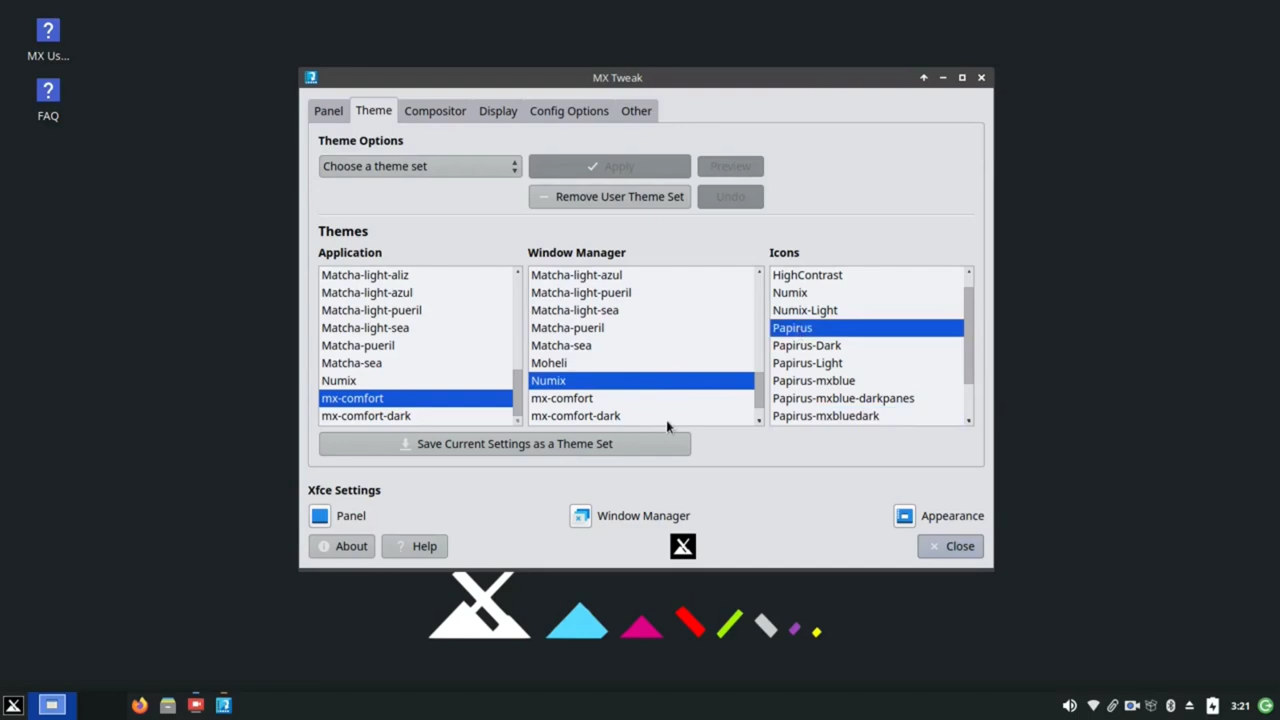 MX Us...
FAQ
MX Tweak
Panel Theme Compositor Display Config Options Other
Theme Options
Choose a theme set Apply Preview
Remove User Theme Set Undo
Themes
Application Window Manager Icons
Matcha-light-aliz Matcha-light-azul HighContrast
Matcha-light-azul Matcha-light-pueril Numix
Matcha-light-pueril Matcha-light-sea Numix-Light
Matcha-light-sea Matcha-pueril Papirus
Matcha-pueril Matcha-sea Papirus-Dark
Matcha-sea Moheli Papirus-Light
Numix Numix Papirus-mxblue
mx-comfort mx-comfort Papirus-mxblue-darkpanes
mx-comfort-dark mx-comfort-dark Papirus-mxbluedark
Save Current Settings as a Theme Set
Xfce Settings
Panel Window Manager Appearance
About Help Close
3:21